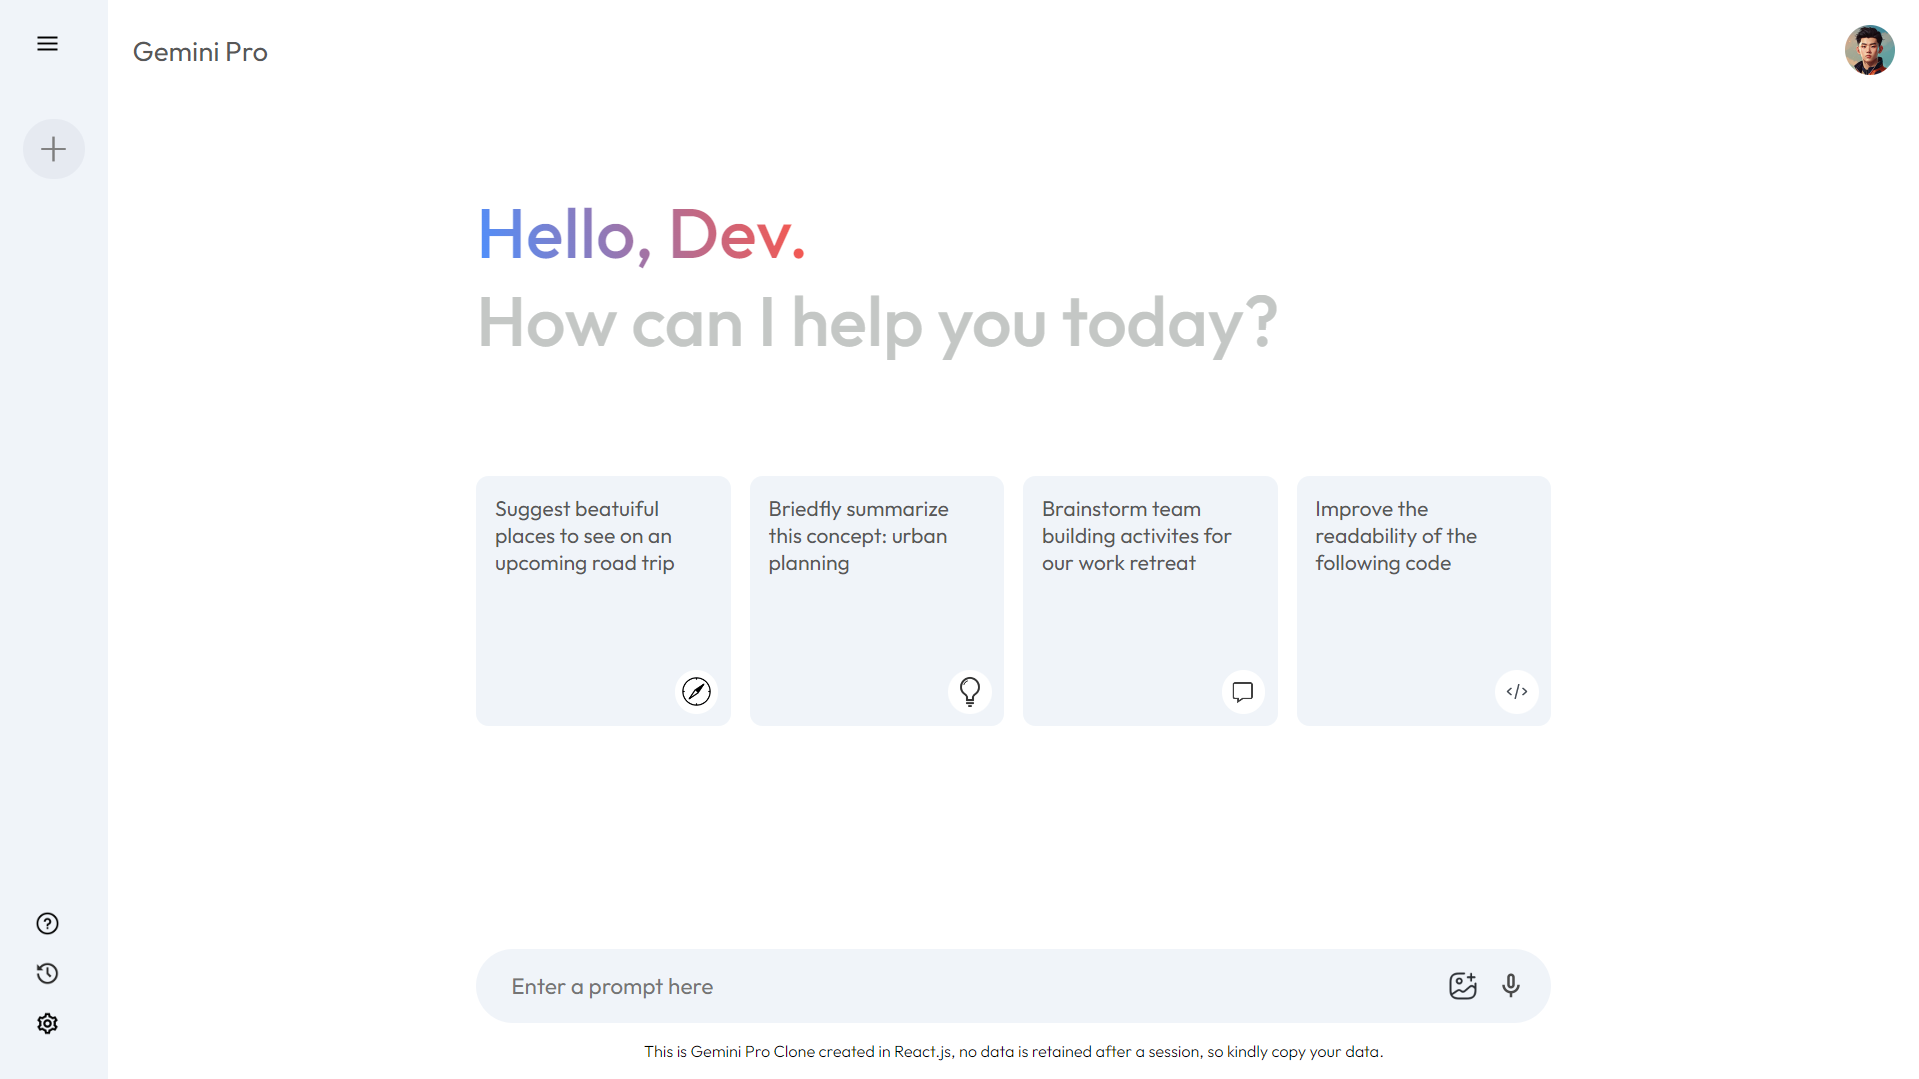 Gemini Pro
Hello, Dev.
How can I help you today?
Suggest beatuiful
places to see on an
upcoming road trip
Briedfly summarize
this concept: urban
planning
Brainstorm team
building activites for
our work retreat
Improve the
readability of the
following code
Enter a prompt here
This is Gemini Pro Clone created in React.js, no data is retained after a session, so kindly copy your data.